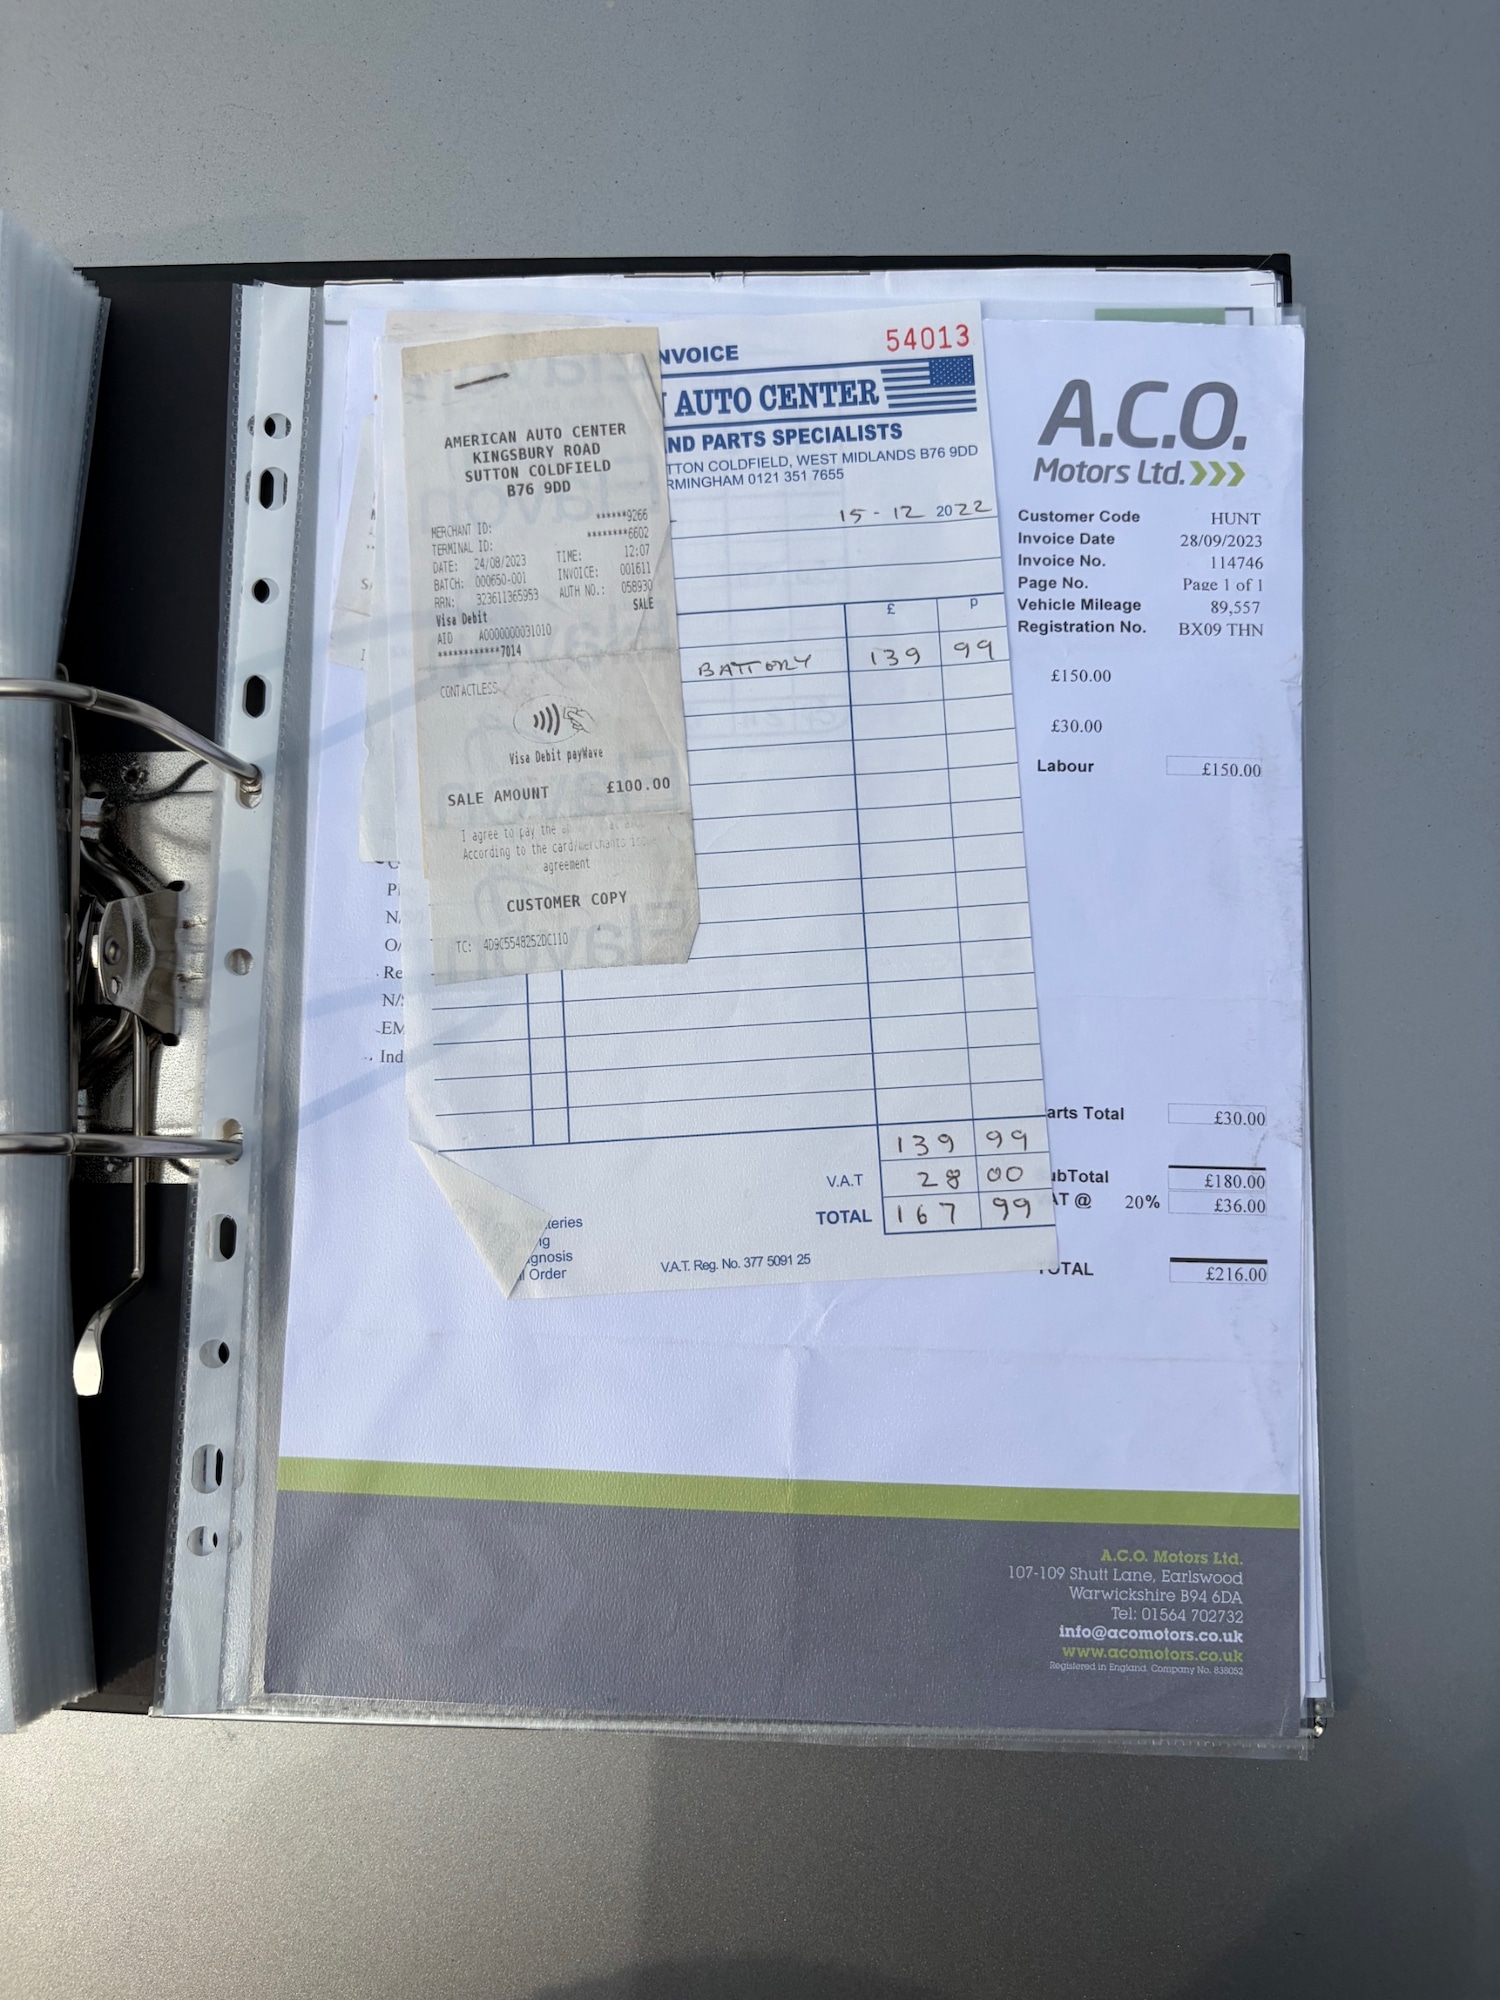 AMERICAN AUTO CENTER
KINGSBURY ROAD
SUTTON COLDFIELD
B76 9DD
******9266
MERCHANT ID: ********6602
TERMINAL ID:
DATE: 24/08/2023 TIME: 12:07
BATCH: 000650-001 INVOICE: 001611
RRN: 323611365953 AUTH NO.: 058930
SALE
Visa Debit
AID A0000000031010
************7014
CONTACTLESS
Visa Debit payWave
SALE AMOUNT £100.00
I agree to pay the
According to the card/merchants
agreement
CUSTOMER COPY
TC: 4D9C5548252DC110
NVOICE 54013
AUTO CENTER
ND PARTS SPECIALISTS
TTON COLDFIELD, WEST MIDLANDS B76 9DD
RMINGHAM 0121 351 7655
15-12 2022
£ p
BATTORY 139 99
139 99
V.A.T 28 00
TOTAL 167 99
teries
gnosis
Order
V.A.T. Reg. No. 377 5091 25
A.C.O.
Motors Ltd.
Customer Code HUNT
Invoice Date 28/09/2023
Invoice No. 114746
Page No. Page 1 of 1
Vehicle Mileage 89,557
Registration No. BX09 THN
£150.00
£30.00
Labour £150.00
P
N
O/
Re
N/
EM
Ind
arts Total £30.00
ubTotal £180.00
AT @ 20% £36.00
TOTAL £216.00
A.C.O. Motors Ltd.
107-109 Shutt Lane, Earlswood
Warwickshire B94 6DA
Tel: 01564 702732
info@acomotors.co.uk
www.acomotors.co.uk
Registered in England. Company No. 838052